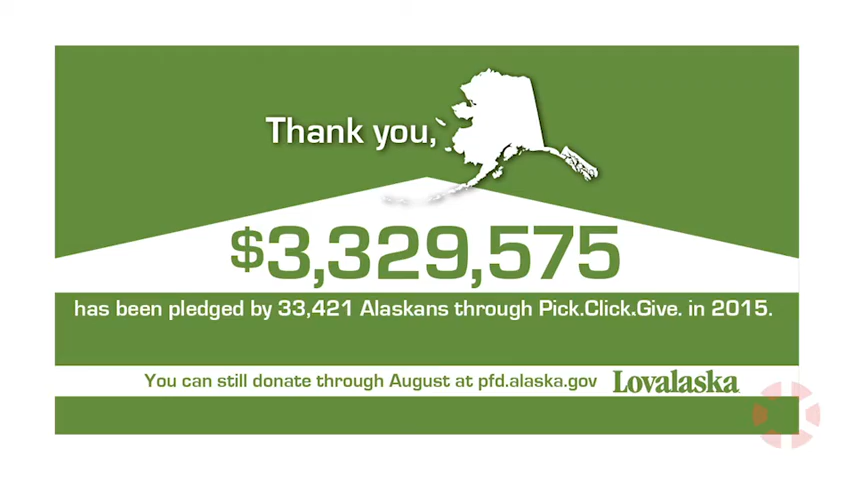 Thank you,
$3,329,575
has been pledged by 33,421 Alaskans through Pick.Click.Give. in 2015.
You can still donate through August at pfd.alaska.gov Lovalaska